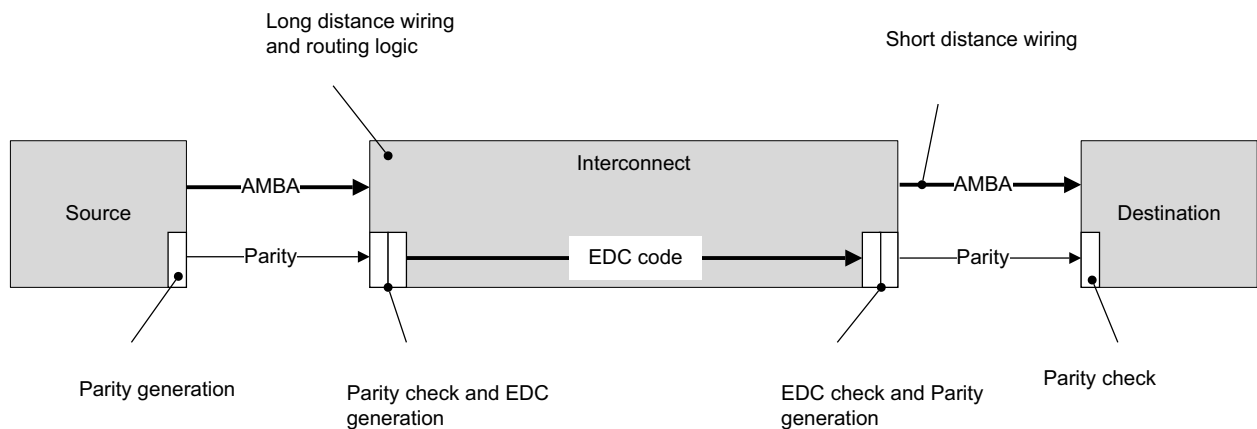 Long distance wiring
and routing logic
Short distance wiring
Interconnect
AMBA
AMBA
Source
Destination
Parity
EDC code
Parity
Parity generation
Parity check and EDC
generation
EDC check and Parity
generation
Parity check